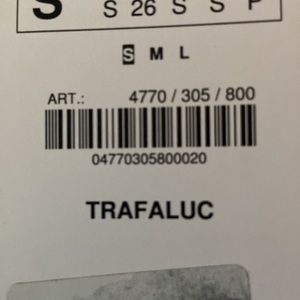 S S 26 S S P
S M L
ART.: 4770 / 305 / 800
04770305800020
TRAFALUC